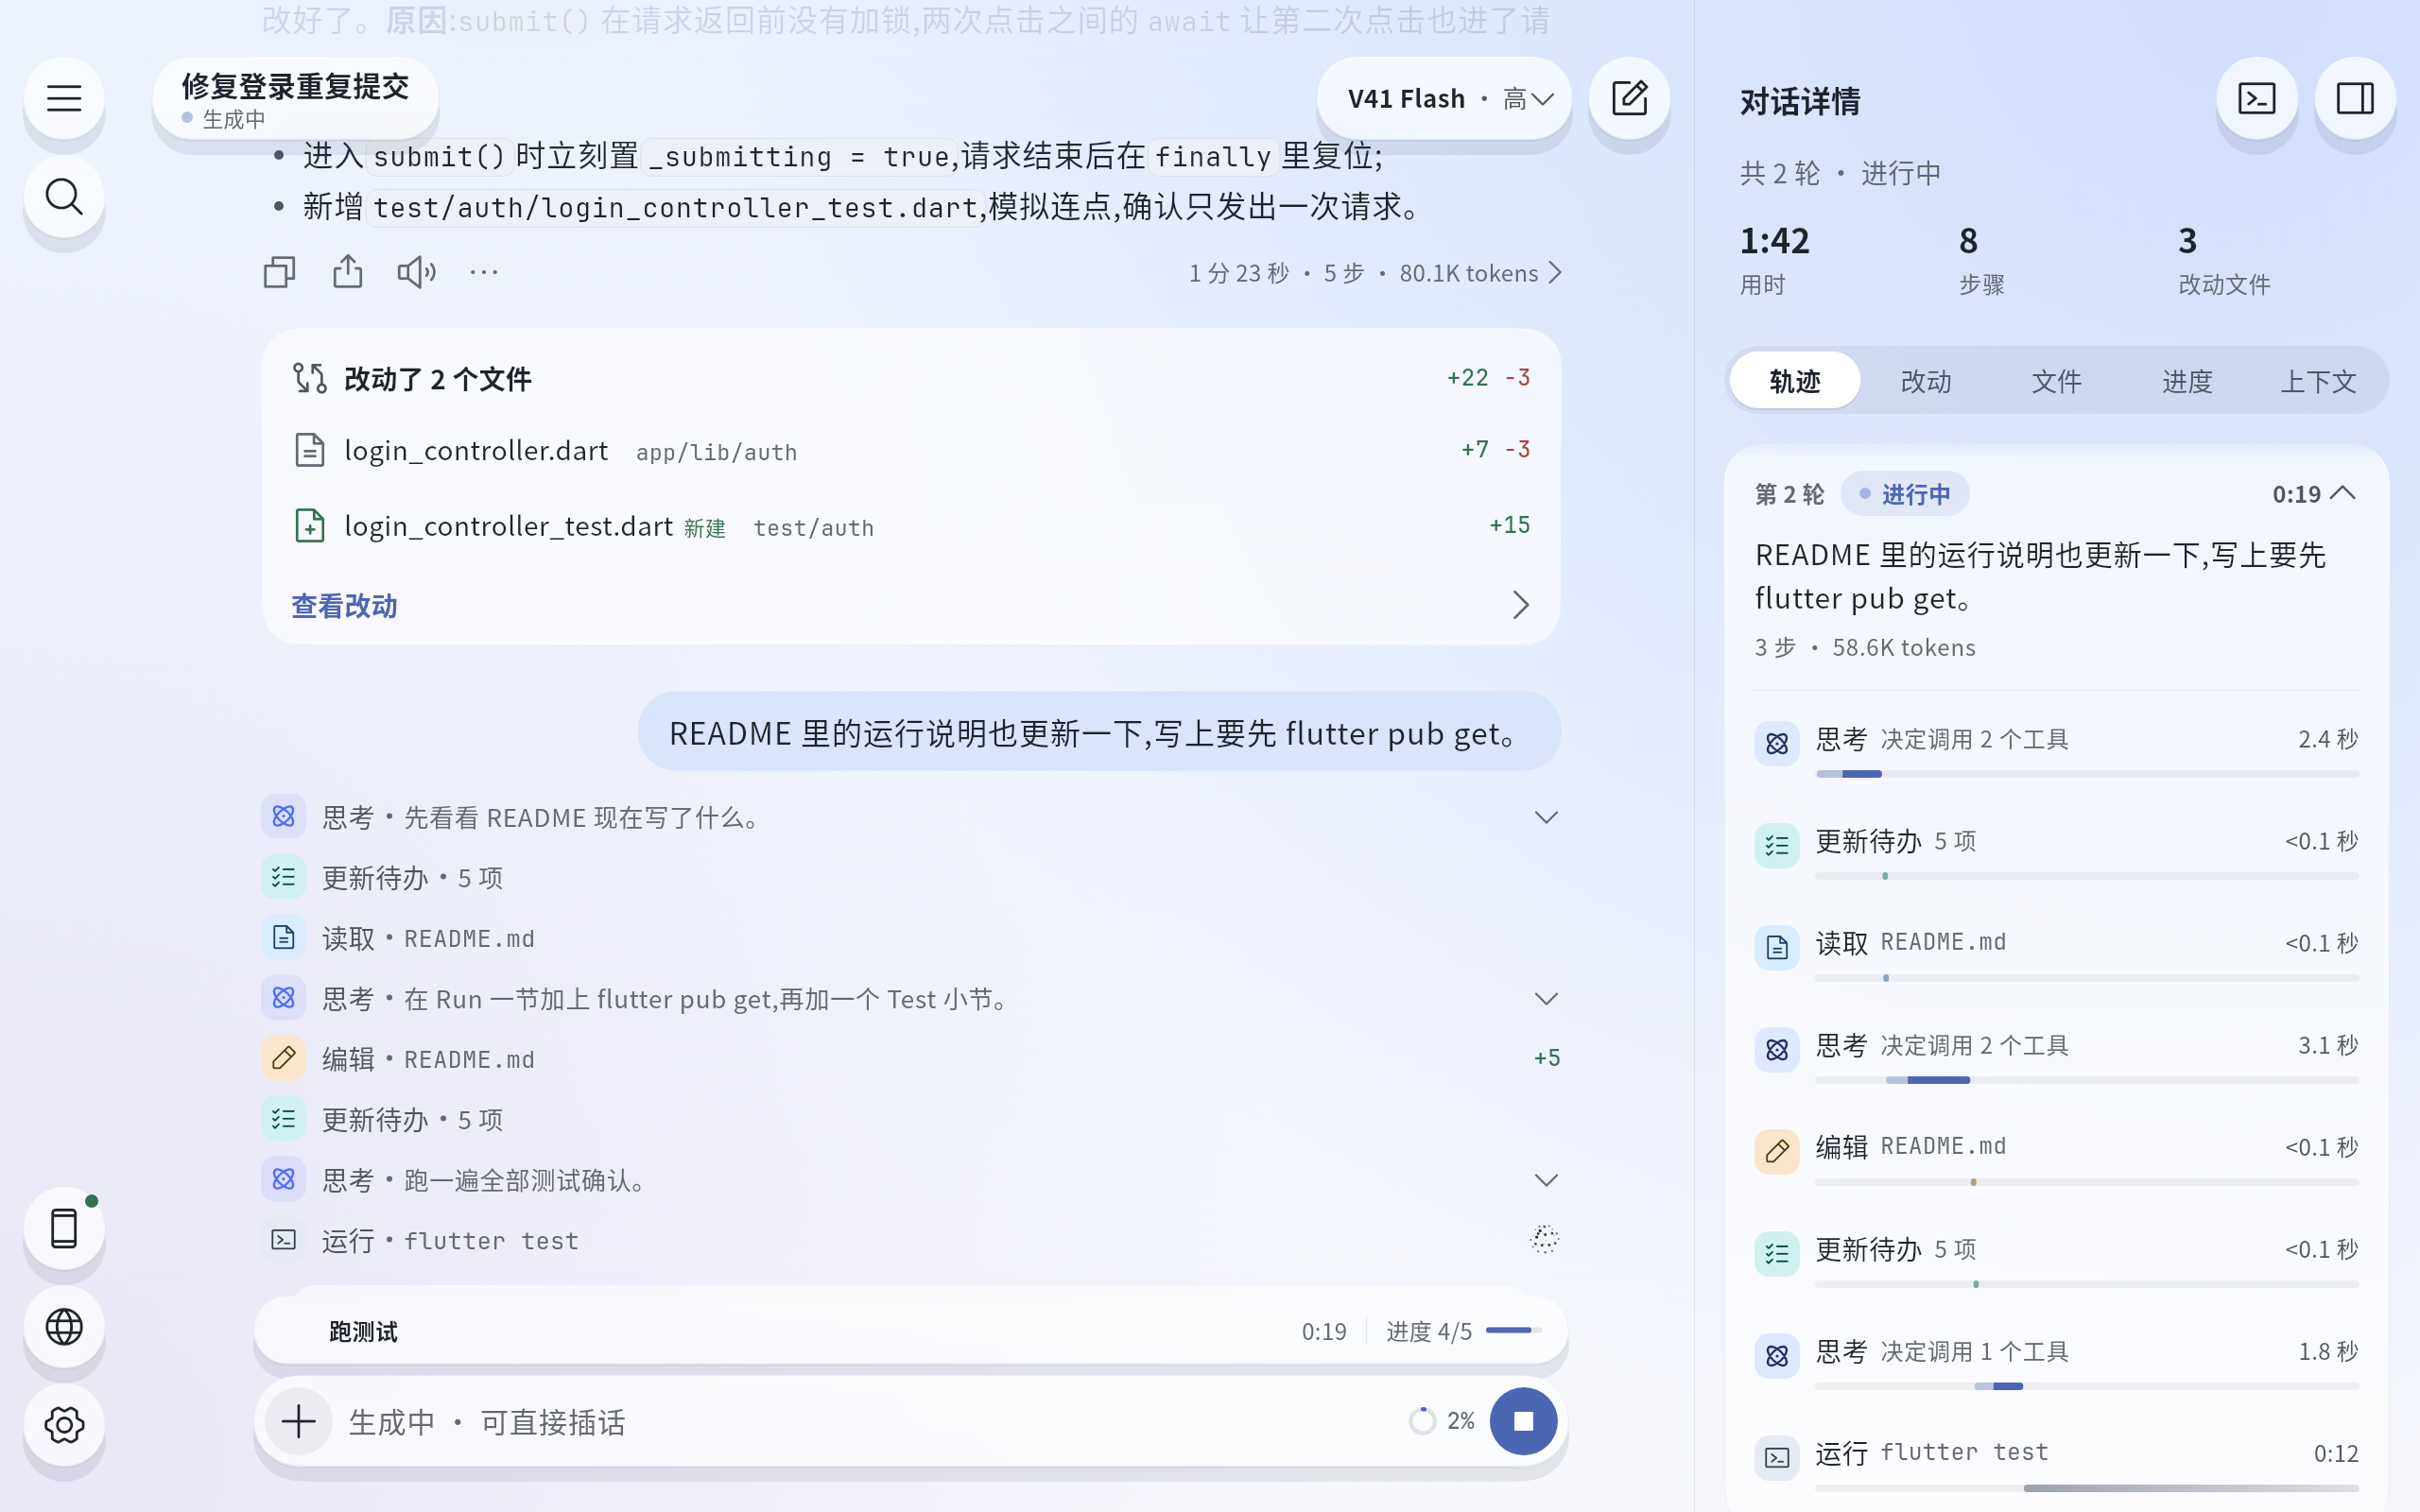 改好了。原因:submit() 在请求返回前没有加锁,两次点击之间的 await 让第二次点击也进了请
修复登录重复提交
生成中
V41 Flash · 高
进入 submit() 时立刻置 _submitting = true,请求结束后在 finally 里复位;
新增 test/auth/login_controller_test.dart,模拟连点,确认只发出一次请求。
1 分 23 秒 · 5 步 · 80.1K tokens
改动了 2 个文件 +22 -3
login_controller.dart app/lib/auth +7 -3
login_controller_test.dart 新建 test/auth +15
查看改动
README 里的运行说明也更新一下,写上要先 flutter pub get。
思考 · 先看看 README 现在写了什么。
更新待办 · 5 项
读取 · README.md
思考 · 在 Run 一节加上 flutter pub get,再加一个 Test 小节。
编辑 · README.md +5
更新待办 · 5 项
思考 · 跑一遍全部测试确认。
运行 · flutter test
跑测试 0:19 进度 4/5
生成中 · 可直接插话 2%
对话详情
共 2 轮 · 进行中
1:42 8 3
用时 步骤 改动文件
轨迹 改动 文件 进度 上下文
第 2 轮 进行中 0:19
README 里的运行说明也更新一下,写上要先
flutter pub get。
3 步 · 58.6K tokens
思考 决定调用 2 个工具 2.4 秒
更新待办 5 项 <0.1 秒
读取 README.md <0.1 秒
思考 决定调用 2 个工具 3.1 秒
编辑 README.md <0.1 秒
更新待办 5 项 <0.1 秒
思考 决定调用 1 个工具 1.8 秒
运行 flutter test 0:12